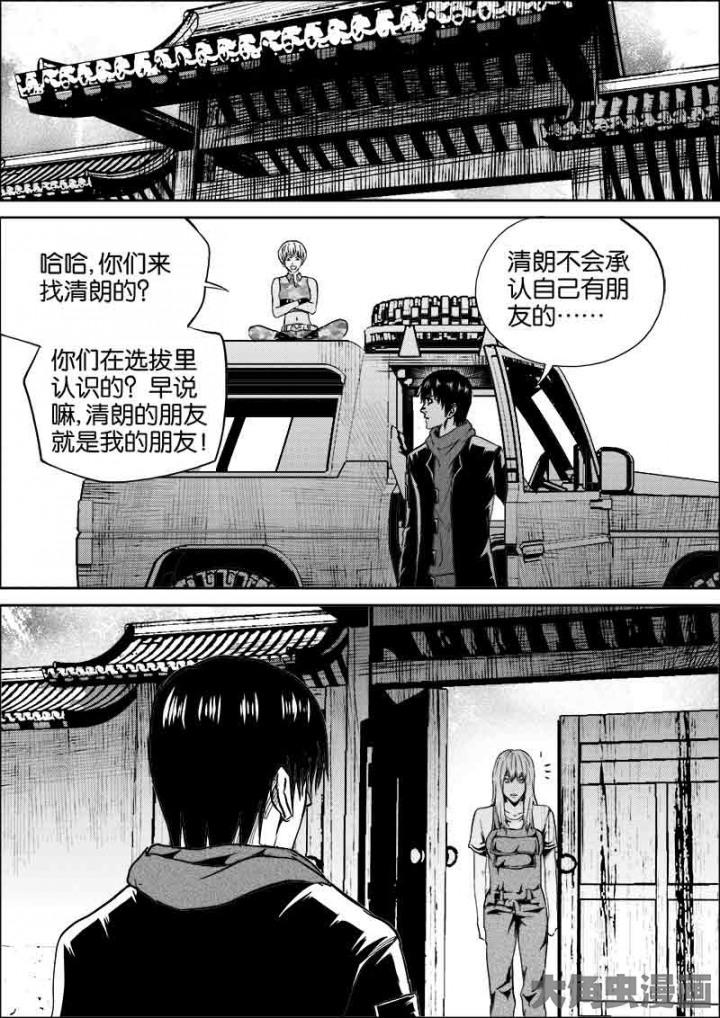 哈哈,你们来
找清朗的?
你们在选拔里
认识的? 早说
嘛,清朗的朋友
就是我的朋友!
清朗不会承
认自己有朋
友的……
大角虫漫画